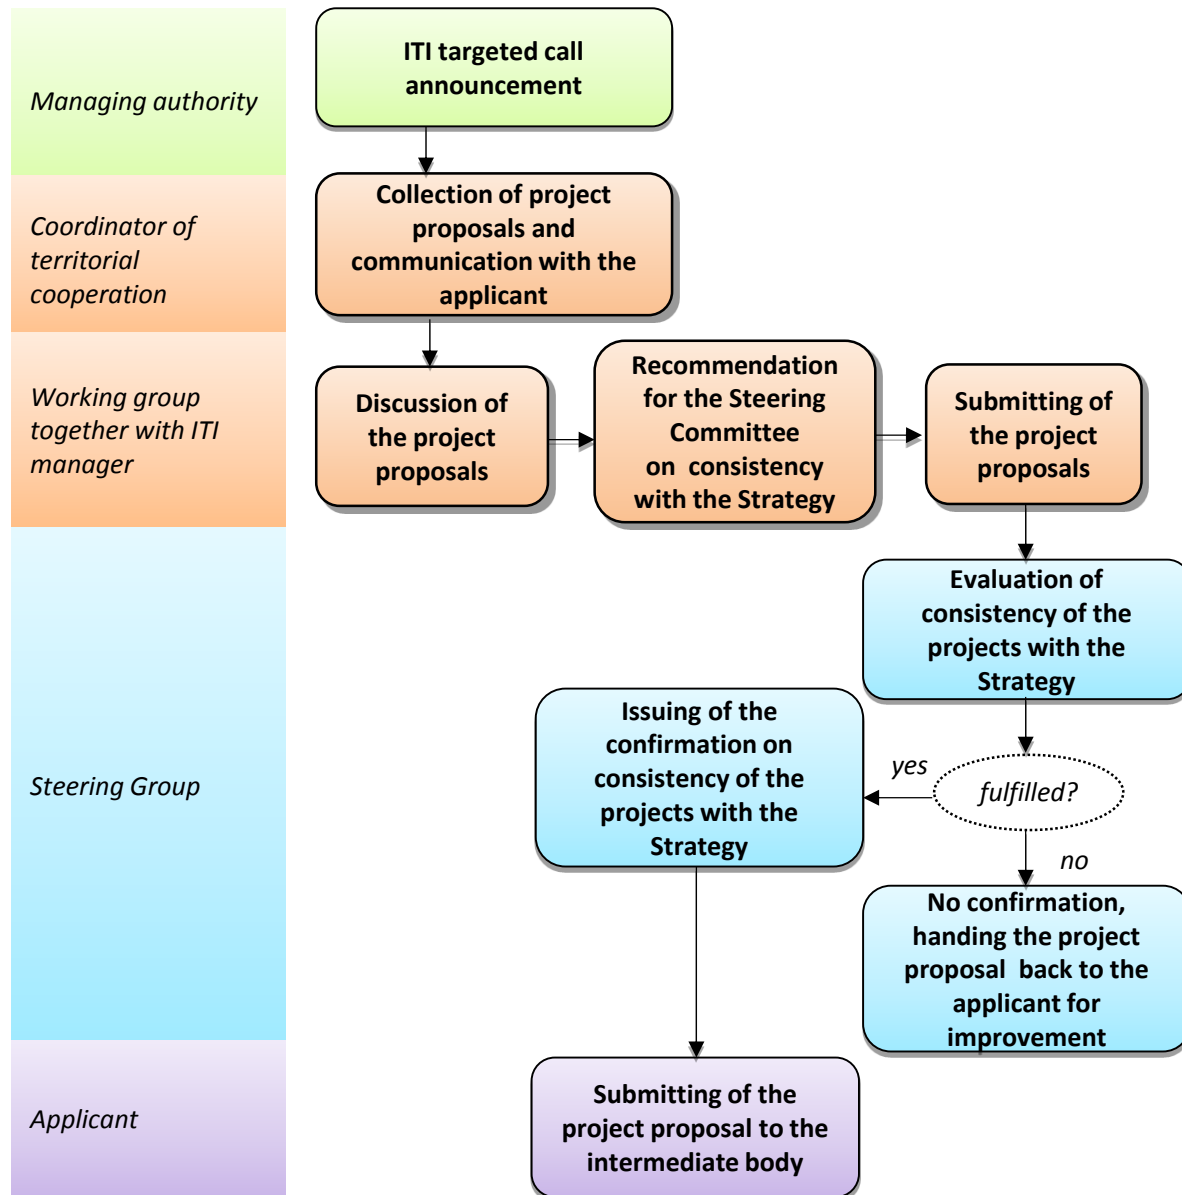 Managing authority
ITI targeted call
announcement
Coordinator of
territorial
cooperation
Collection of project
proposals and
communication with the
applicant
Working group
together with ITI
manager
Discussion of
the project
proposals
Recommendation
for the Steering
Committee
on  consistency
with the Strategy
Submitting of
the project
proposals
Steering Group
Evaluation of
consistency of the
projects with the
Strategy
fulfilled?
yes
Issuing of the
confirmation on
consistency of the
projects with the
Strategy
no
No confirmation,
handing the project
proposal  back to the
applicant for
improvement
Applicant
Submitting of the
project proposal to the
intermediate body